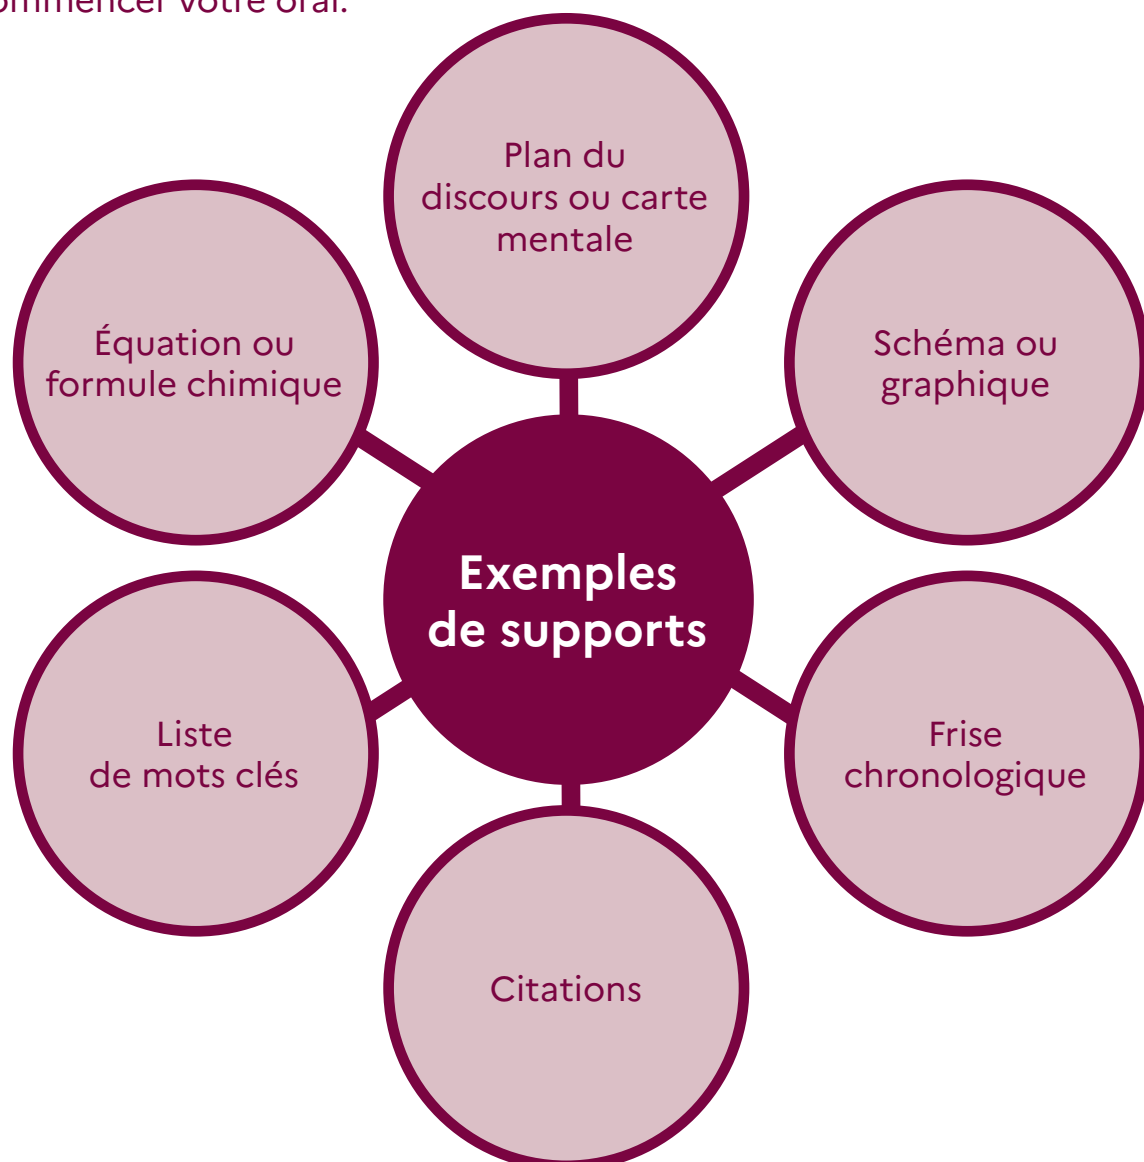 votre oral.
Plan du
discours ou carte
mentale
Équation ou
formule chimique
Schéma ou
graphique
Exemples
de supports
Liste
de mots clés
Frise
chronologique
Citations